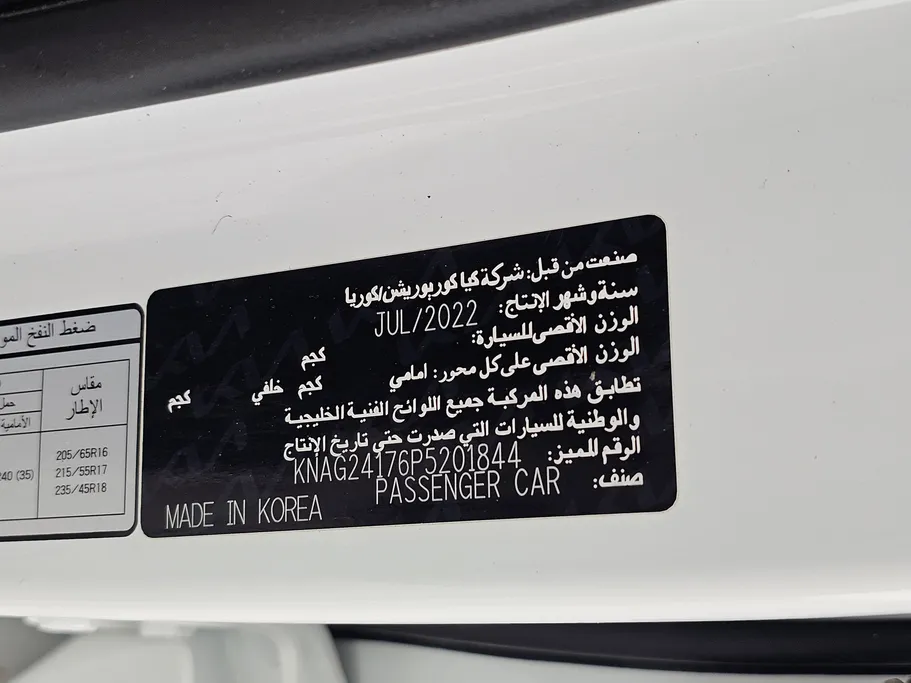 صنعت من قبل: شركة كيا كوربوريشن/كوريا
سنة وشهر الإنتاج: JUL/2022
الوزن الأقصى للسيارة: كجم
الوزن الأقصى على كل محور: امامي كجم خلفي كجم
تطابق هذه المركبة جميع اللوائح الفنية الخليجية
والوطنية للسيارات التي صدرت حتى تاريخ الإنتاج
الرقم المميز: KNAG24176P5201844
صنف: PASSENGER CAR
MADE IN KOREA
ضغط النفخ
مقاس
الإطار
الأمامية
205/65R16
215/55R17
235/45R18
240 (35)